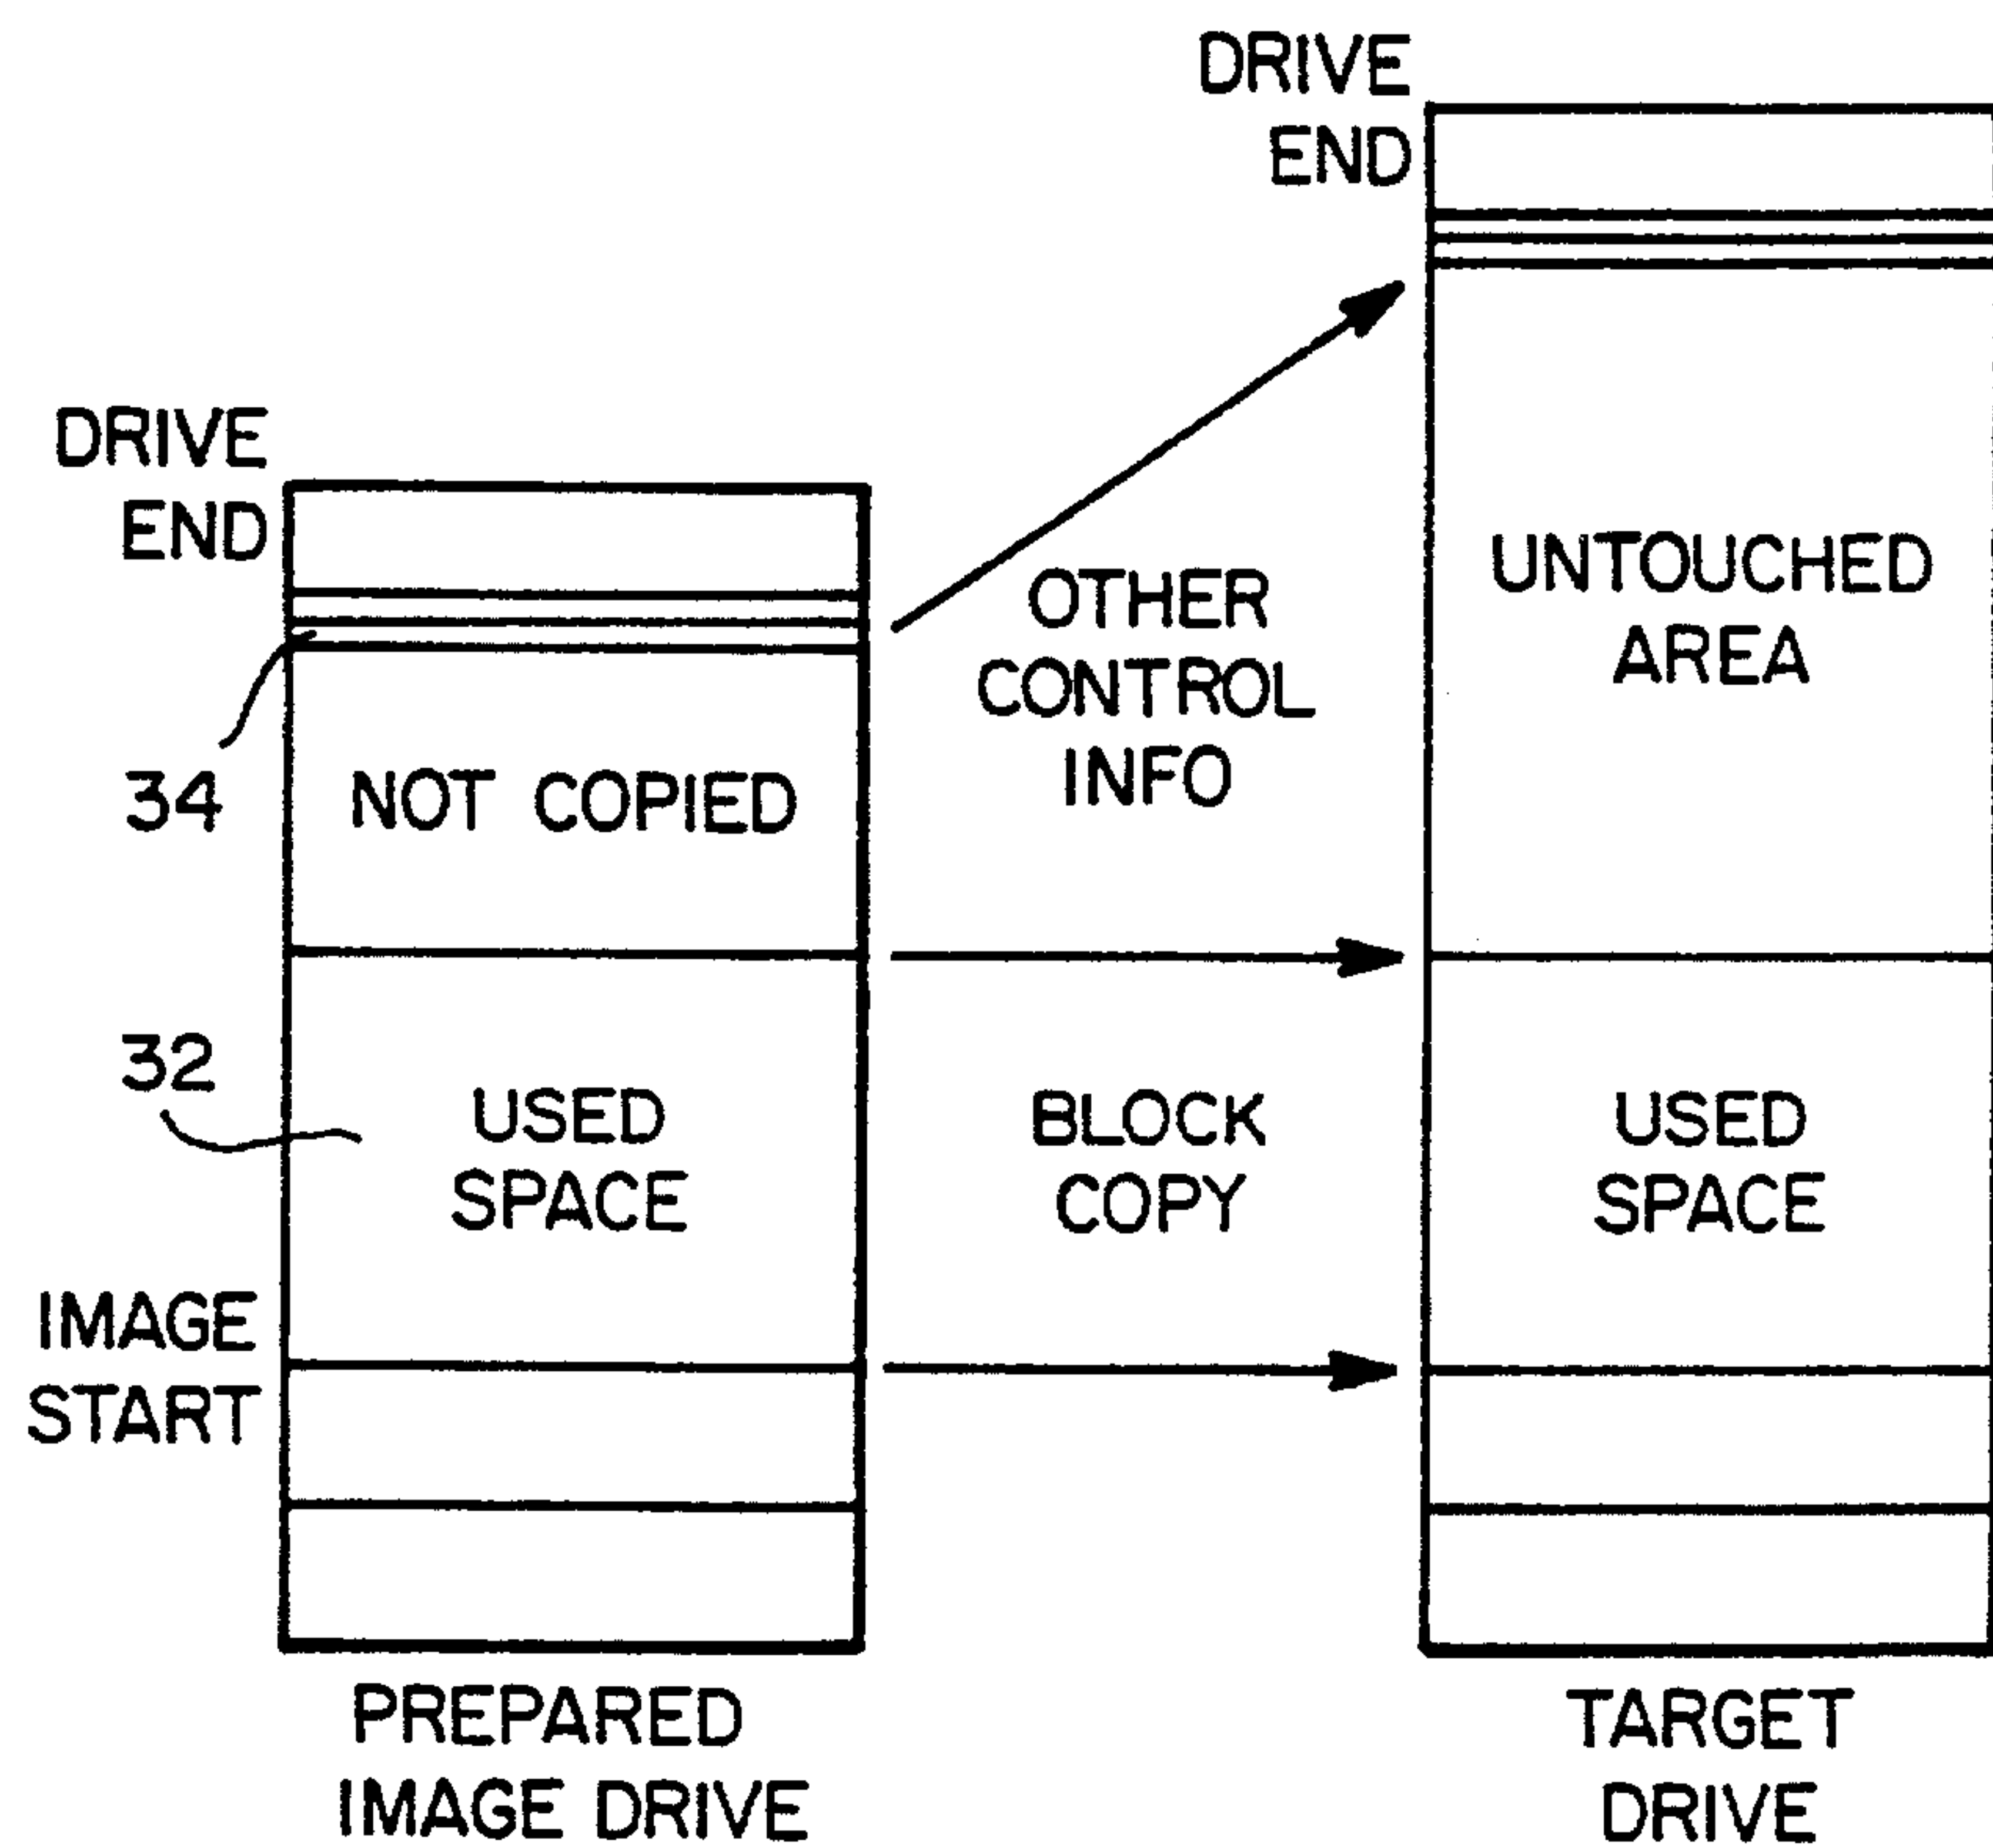 DRIVE
END
DRIVE
END
34
NOT COPIED
32
USED
SPACE
IMAGE
START
PREPARED
IMAGE DRIVE
OTHER
CONTROL
INFO
BLOCK
COPY
UNTOUCHED
AREA
USED
SPACE
TARGET
DRIVE